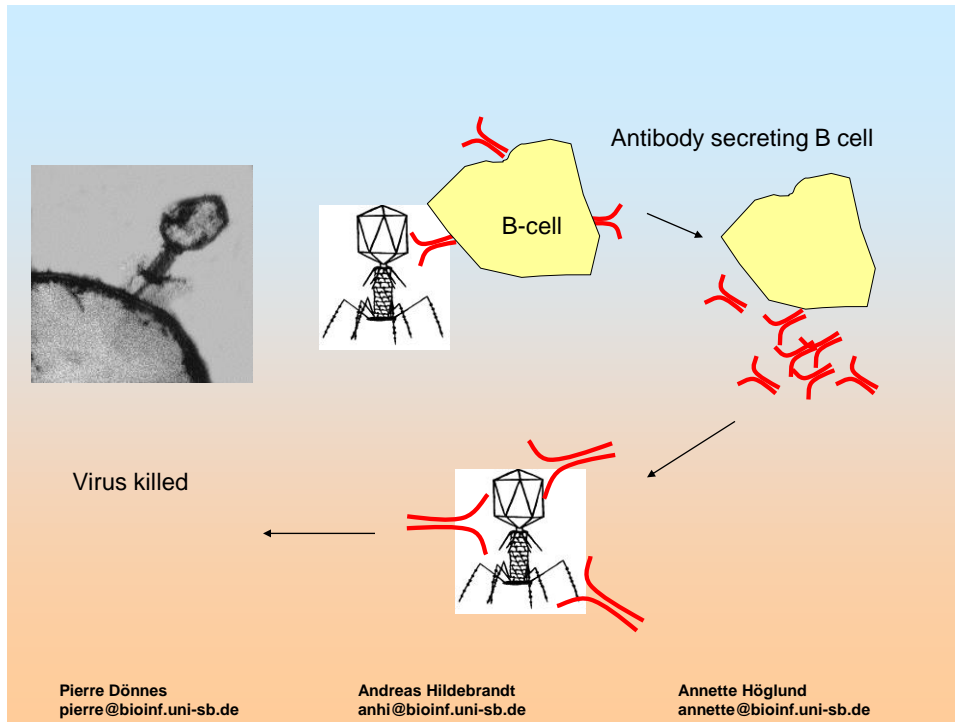 Antibody secreting B cell
B-cell
Virus killed
Pierre Dönnes
pierre@bioinf.uni-sb.de
Andreas Hildebrandt
anhi@bioinf.uni-sb.de
Annette Höglund
annette@bioinf.uni-sb.de